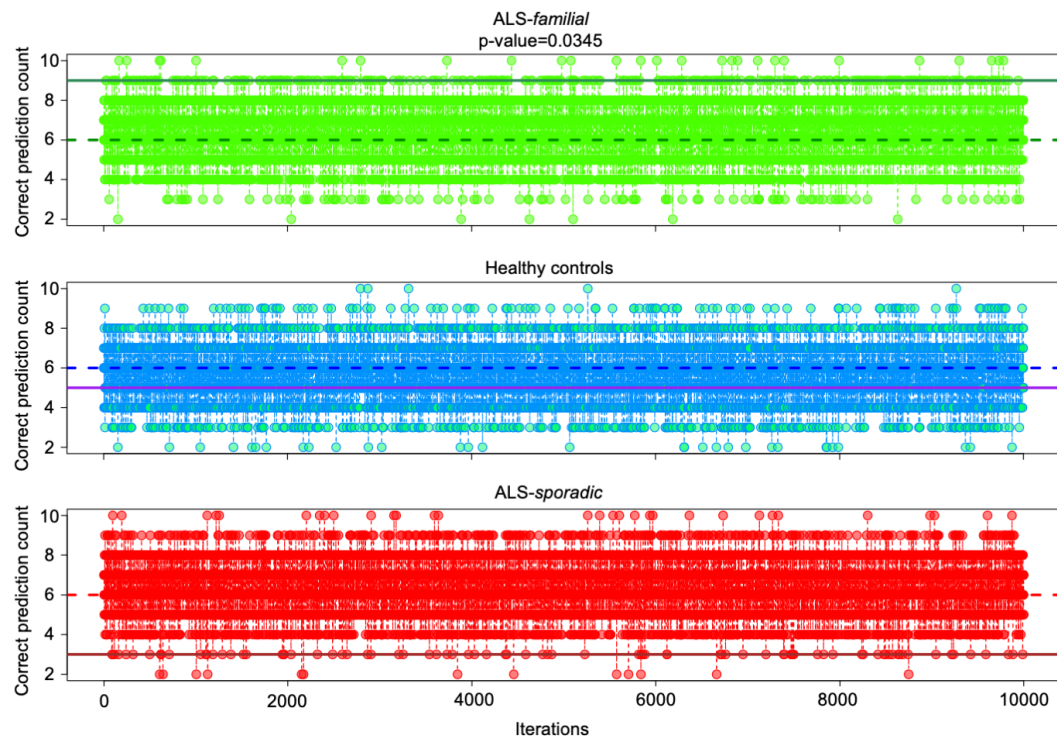 ALS-familial
p-value=0.0345
Correct prediction count
10
8
6
4
2
Healthy controls
Correct prediction count
10
8
6
4
2
ALS-sporadic
Correct prediction count
10
8
6
4
2
0 2000 4000 6000 8000 10000
Iterations